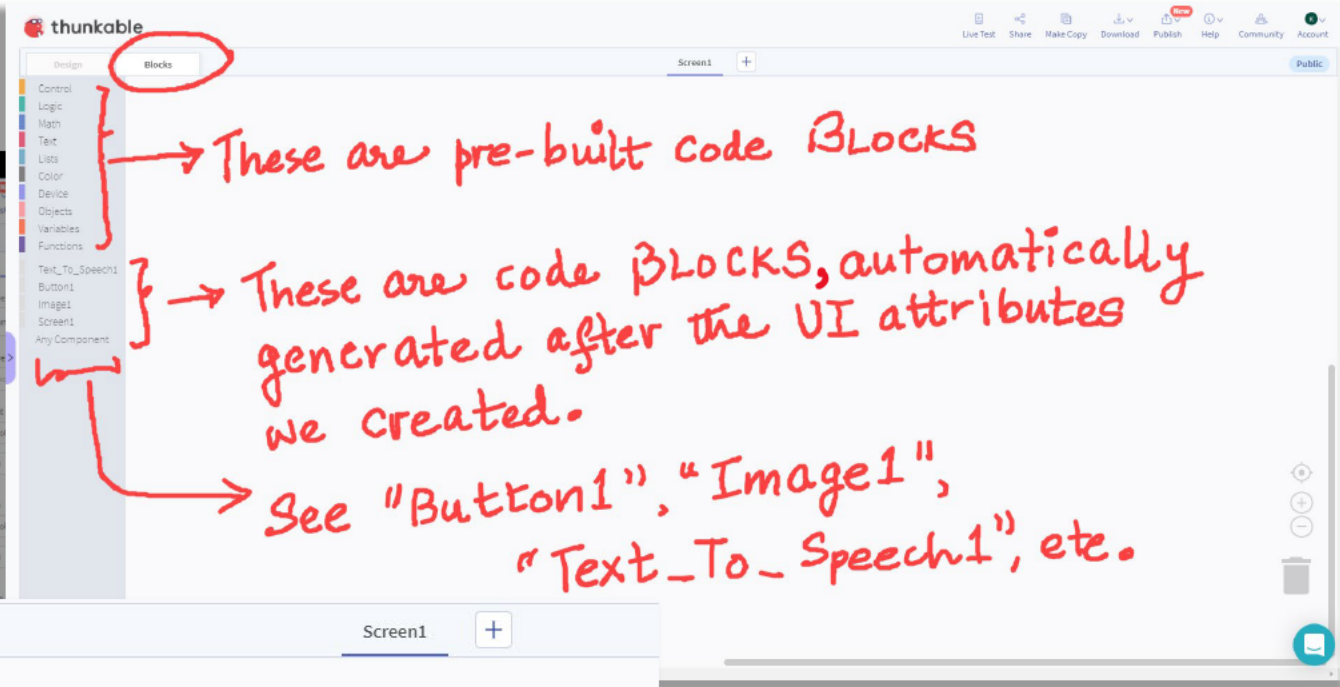 thunkable
New
Live Test Share Make Copy Download Publish Help Community Account
K
Design Blocks
Screen1 +
Public
Control
Logic
Math
Text
Lists
Color
Device
Objects
Variables
Functions
Text_To_Speech1
Button1
Image1
Screen1
Any Component
These are pre-built code BLOCKS
These are code BLOCKS, automatically
generated after the UI attributes
we created.
See "Button1", "Image1",
"Text_To_Speech1", etc.
Screen1 +